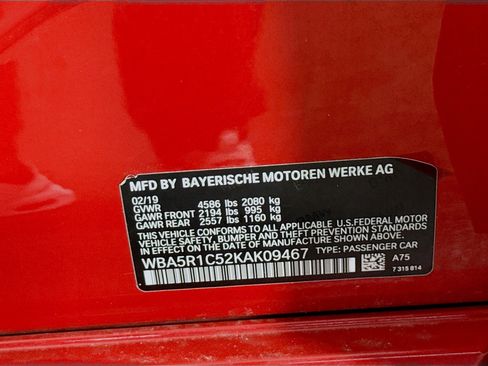 MFD BY BAYERISCHE MOTOREN WERKE AG
02/19
GVWR 4586 lbs 2080 kg
GAWR FRONT 2194 lbs 995 kg
GAWR REAR 2557 lbs 1160 kg
THIS VEHICLE CONFORMS TO ALL APPLICABLE U.S.FEDERAL MOTOR
VEHICLE SAFETY, BUMPER AND THEFT PREVENTION STANDARDS
IN EFFECT ON THE DATE OF MANUFACTURE SHOWN ABOVE.
WBA5R1C52KAK09467 TYPE: PASSENGER CAR
A75
7 315 814